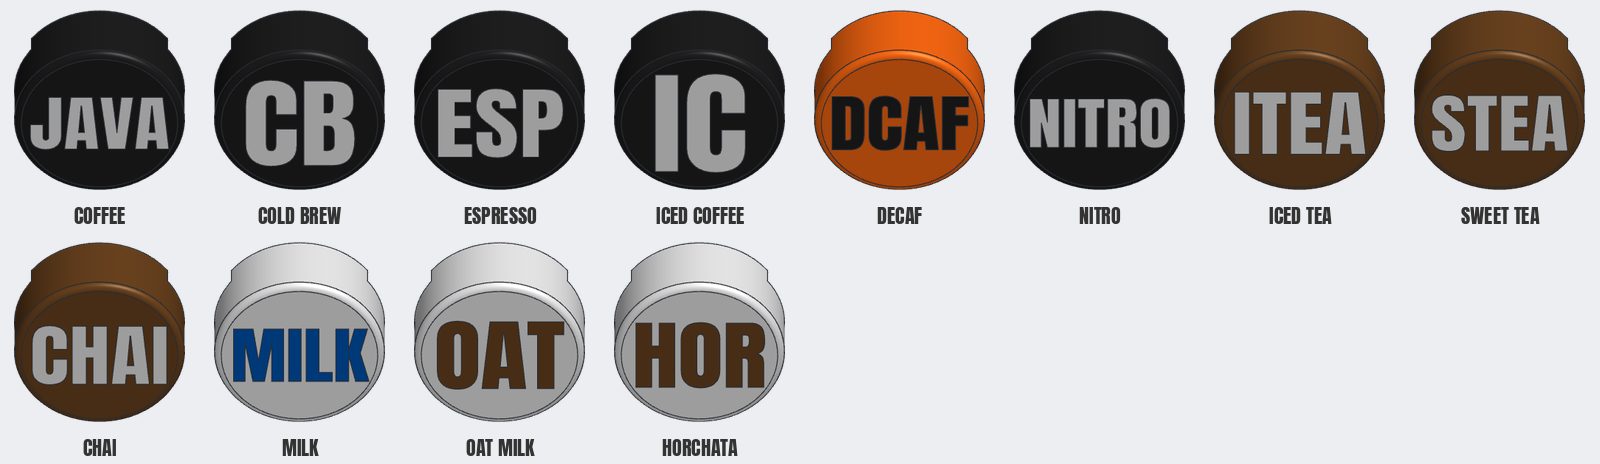 JAVA CB ESP IC DCAF NITRO ITEA STEA
COFFEE COLD BREW ESPRESSO ICED COFFEE DECAF NITRO ICED TEA SWEET TEA
CHAI MILK OAT HOR
CHAI MILK OAT MILK HORCHATA